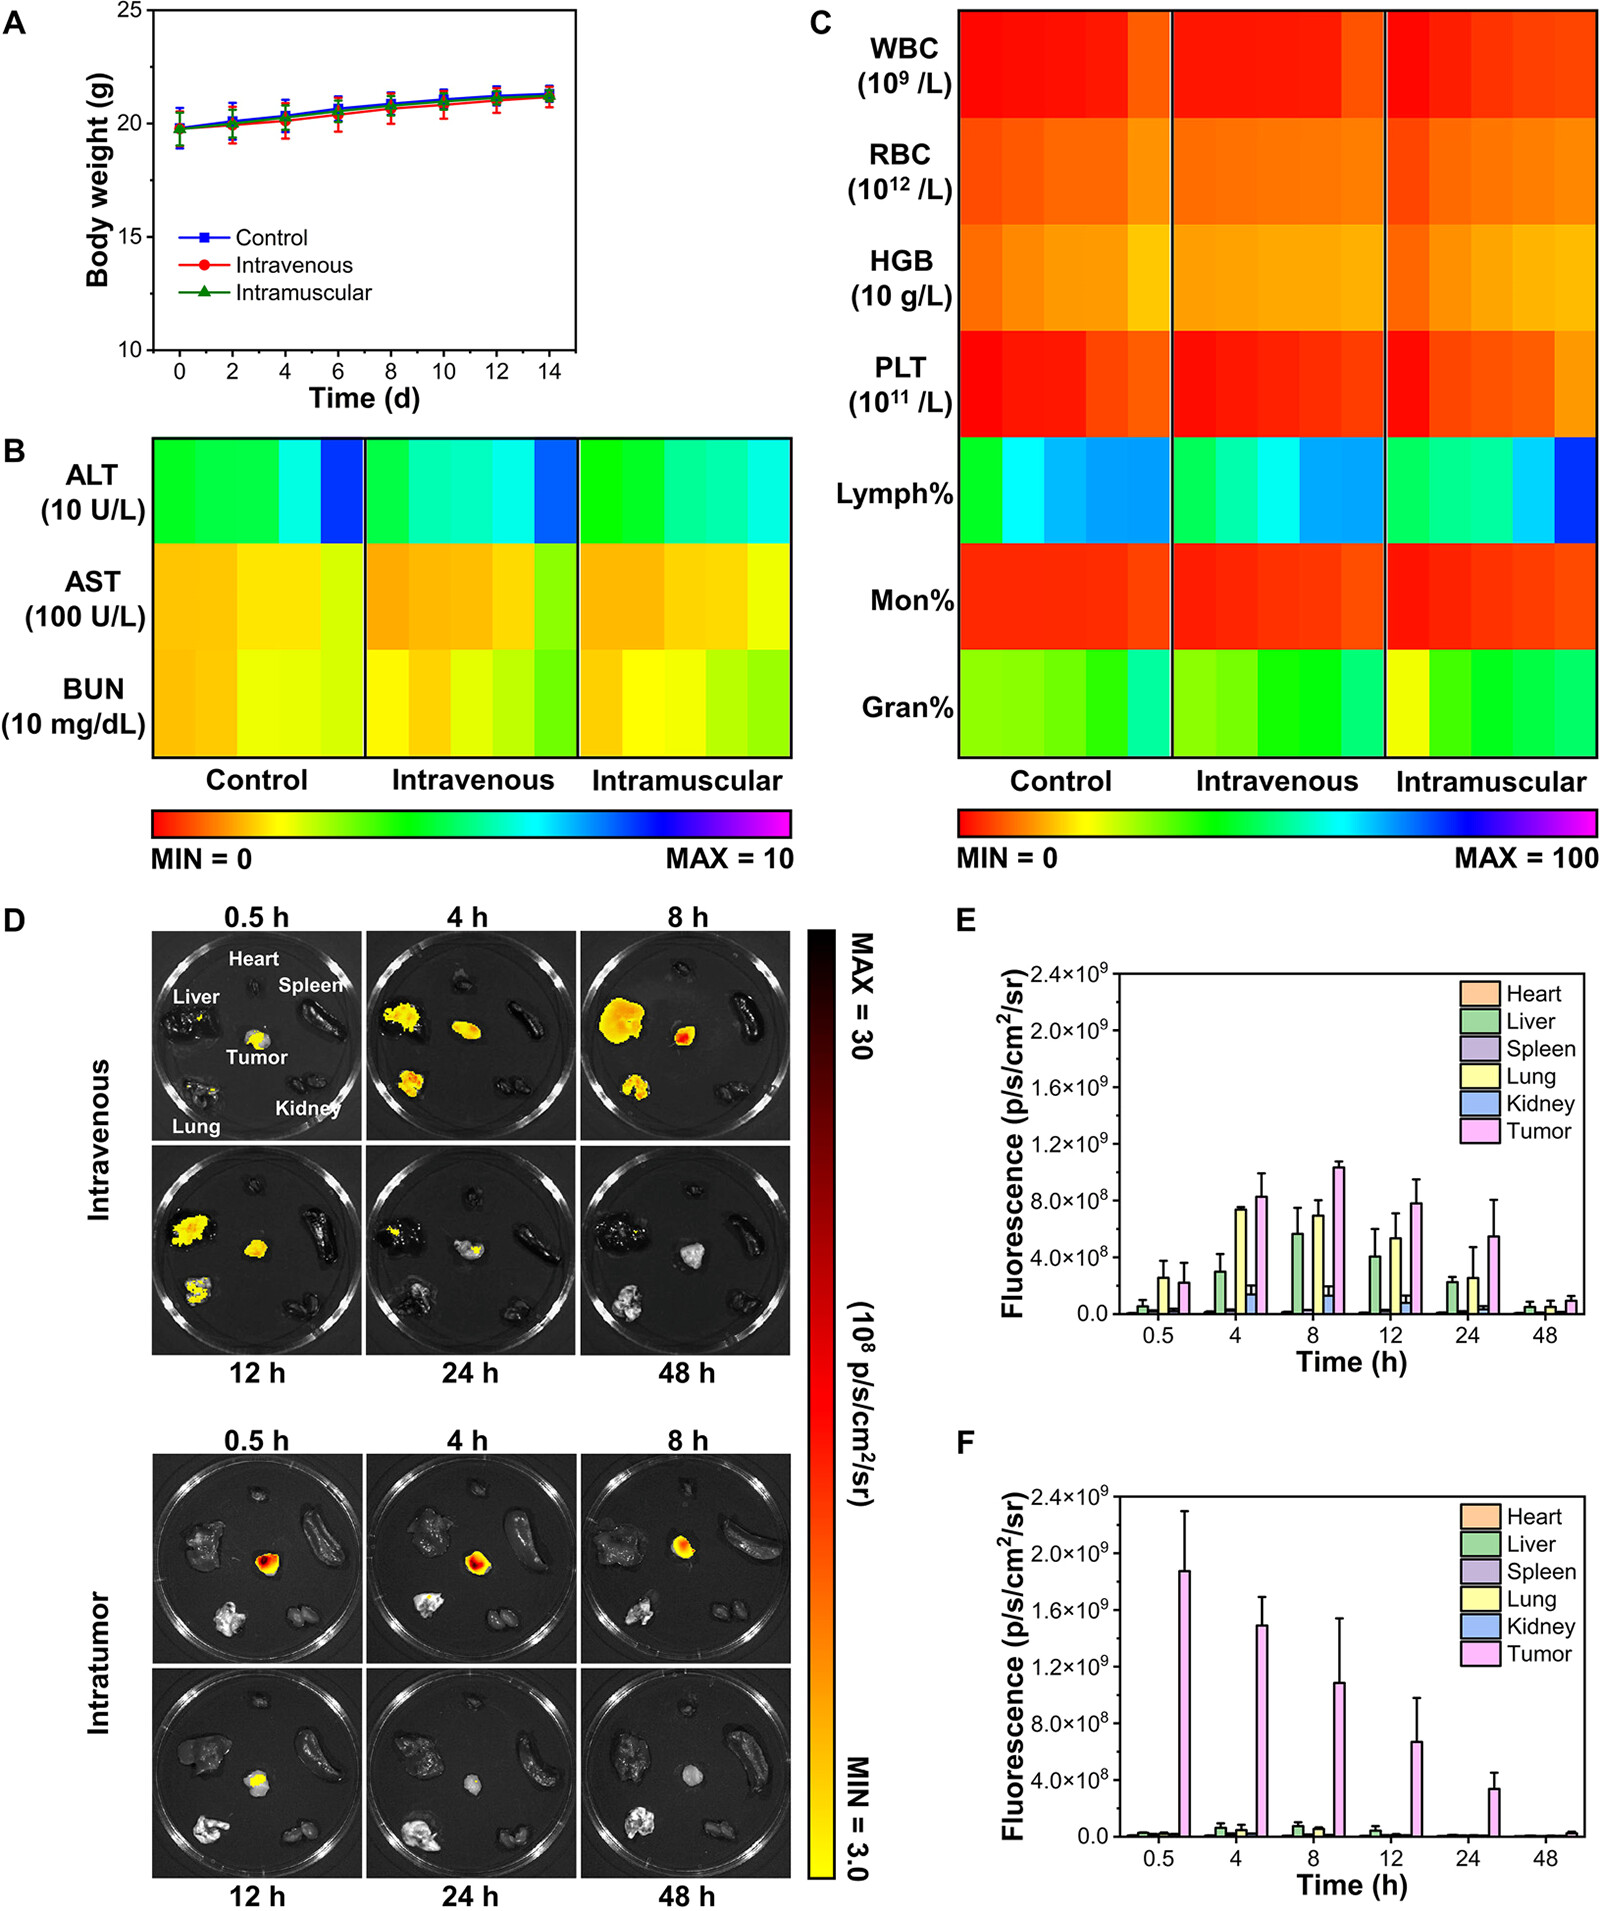 A
25
20
15
10
Body weight (g)
Control
Intravenous
Intramuscular
0 2 4 6 8 10 12 14
Time (d)
B
ALT
(10 U/L)
AST
(100 U/L)
BUN
(10 mg/dL)
Control Intravenous Intramuscular
MIN = 0 MAX = 10
C
WBC
(10⁹ /L)
RBC
(10¹² /L)
HGB
(10 g/L)
PLT
(10¹¹ /L)
Lymph%
Mon%
Gran%
Control Intravenous Intramuscular
MIN = 0 MAX = 100
D
Intravenous
0.5 h 4 h 8 h
Heart
Spleen
Liver
Tumor
Kidney
Lung
12 h 24 h 48 h
Intratumor
0.5 h 4 h 8 h
12 h 24 h 48 h
MAX = 30
(10⁸ p/s/cm²/sr)
MIN = 3.0
E
Fluorescence (p/s/cm²/sr)
2.4×10⁹
2.0×10⁹
1.6×10⁹
1.2×10⁹
8.0×10⁸
4.0×10⁸
0.0
Heart
Liver
Spleen
Lung
Kidney
Tumor
0.5 4 8 12 24 48
Time (h)
F
Fluorescence (p/s/cm²/sr)
2.4×10⁹
2.0×10⁹
1.6×10⁹
1.2×10⁹
8.0×10⁸
4.0×10⁸
0.0
Heart
Liver
Spleen
Lung
Kidney
Tumor
0.5 4 8 12 24 48
Time (h)